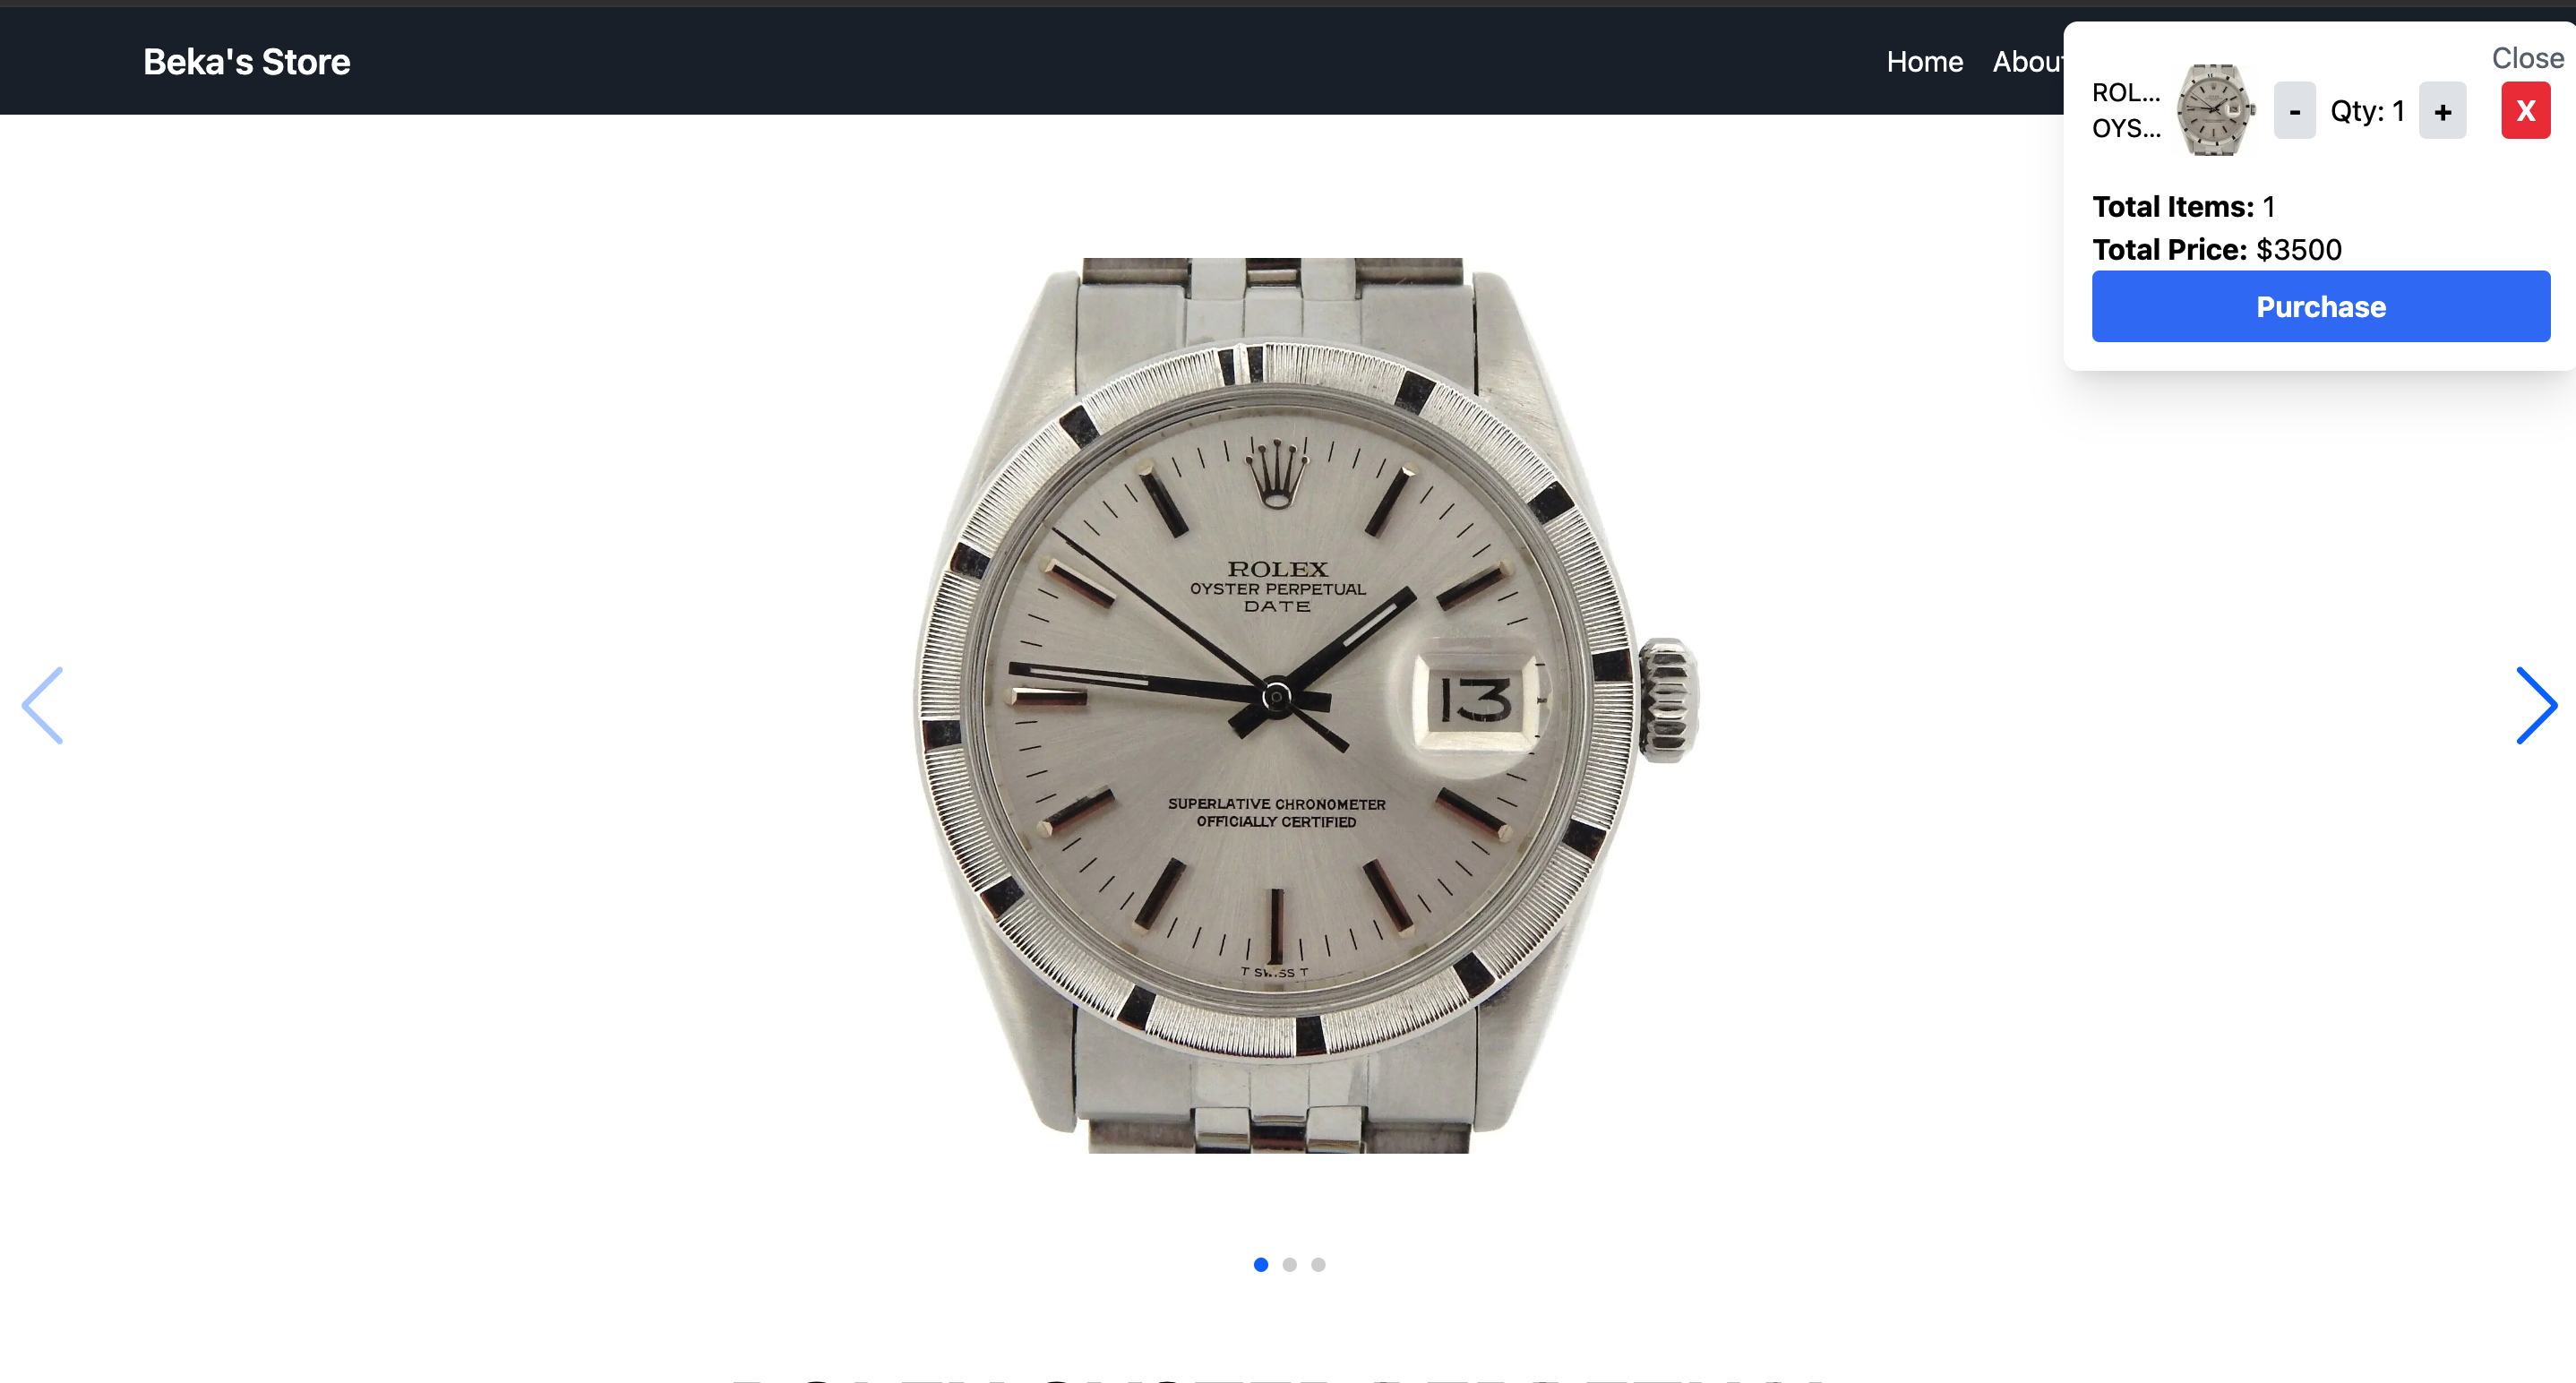 Beka's Store
Home About
Close
ROL...
OYS...
- Qty: 1 + X
Total Items: 1
Total Price: $3500
Purchase
ROLEX
OYSTER PERPETUAL
DATE
13
SUPERLATIVE CHRONOMETER
OFFICIALLY CERTIFIED
T SWISS T